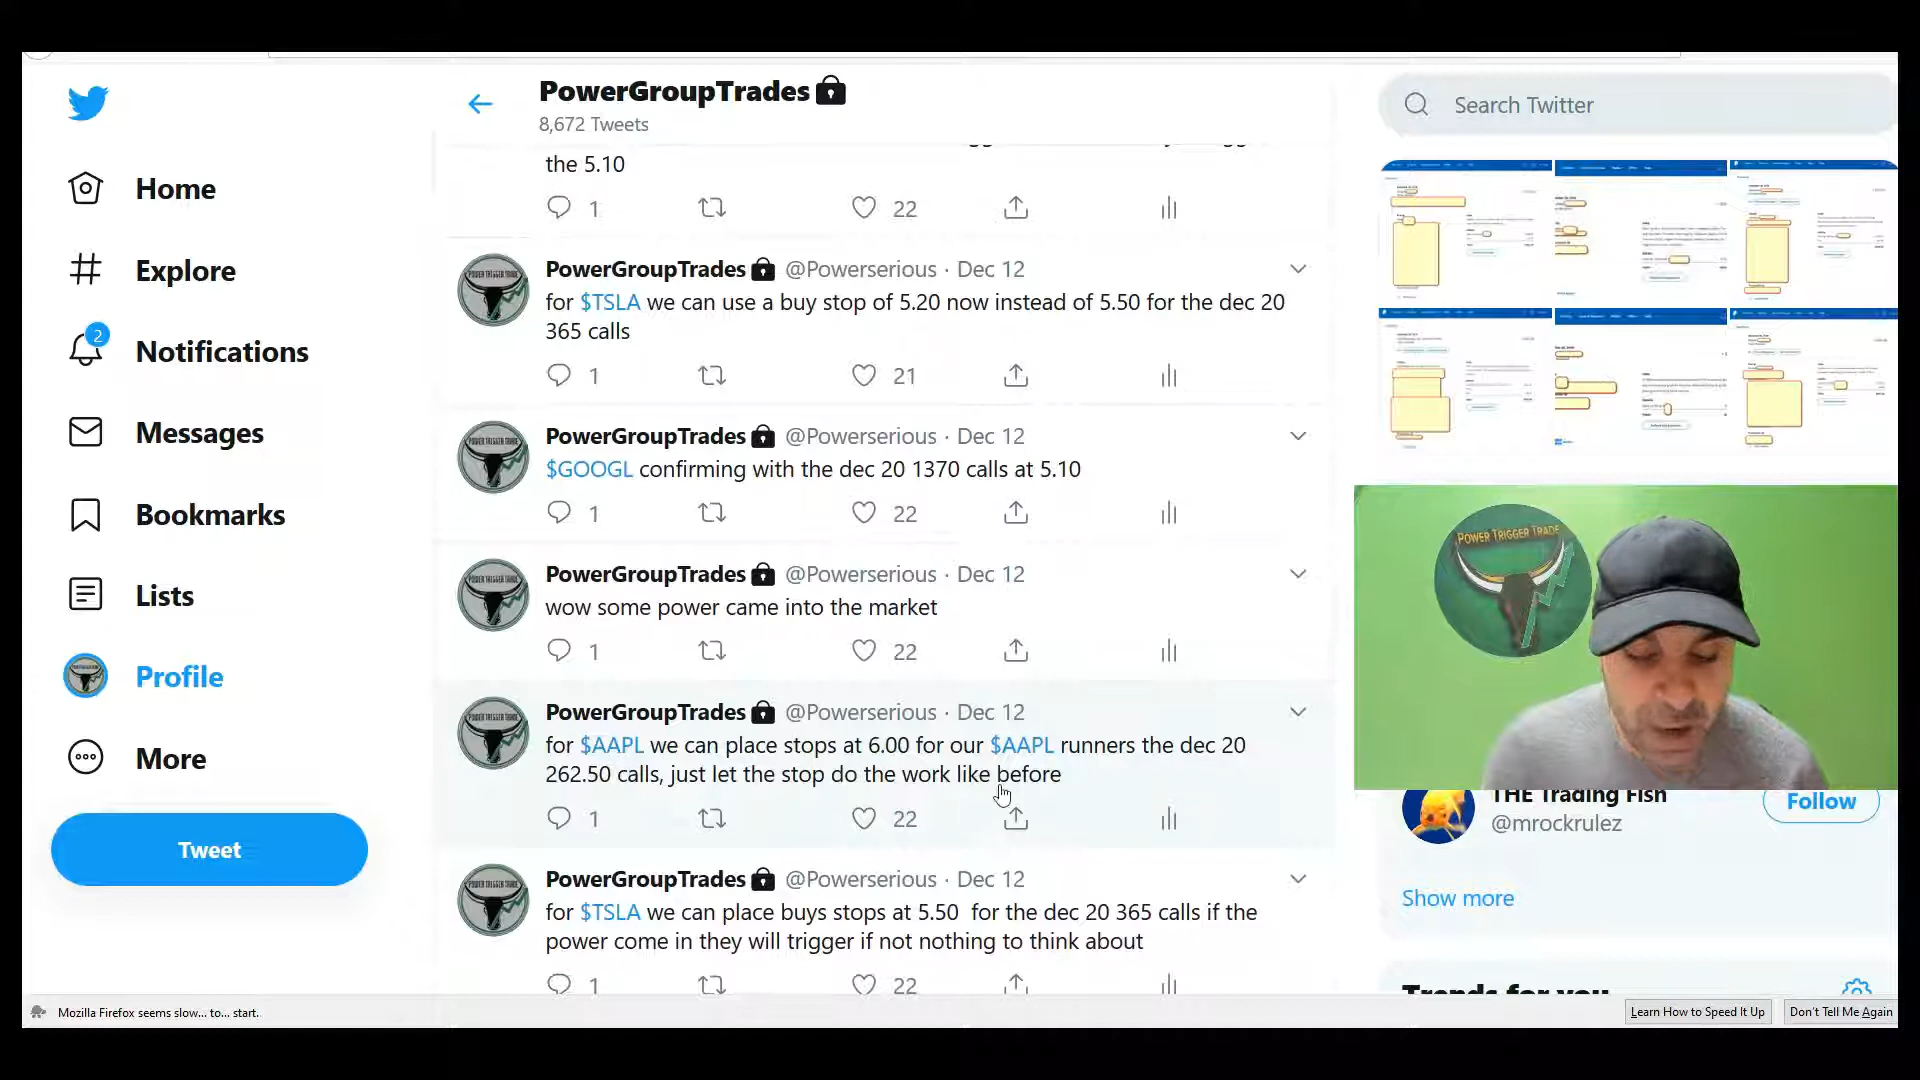 PowerGroupTrades
8,672 Tweets
Search Twitter
Home
Explore
2
Notifications
Messages
Bookmarks
Lists
Profile
More
Tweet
the 5.10
1 22
PowerGroupTrades @Powerserious · Dec 12
for $TSLA we can use a buy stop of 5.20 now instead of 5.50 for the dec 20
365 calls
1 21
PowerGroupTrades @Powerserious · Dec 12
$GOOGL confirming with the dec 20 1370 calls at 5.10
1 22
PowerGroupTrades @Powerserious · Dec 12
wow some power came into the market
1 22
PowerGroupTrades @Powerserious · Dec 12
for $AAPL we can place stops at 6.00 for our $AAPL runners the dec 20
262.50 calls, just let the stop do the work like before
1 22
PowerGroupTrades @Powerserious · Dec 12
for $TSLA we can place buys stops at 5.50 for the dec 20 365 calls if the
power come in they will trigger if not nothing to think about
1 22
POWER TRIGGER TRADE
THE Trading Fish
@mrockrulez
Follow
Show more
Trends for you
Mozilla Firefox seems slow... to... start.
Learn How to Speed It Up
Don't Tell Me Again